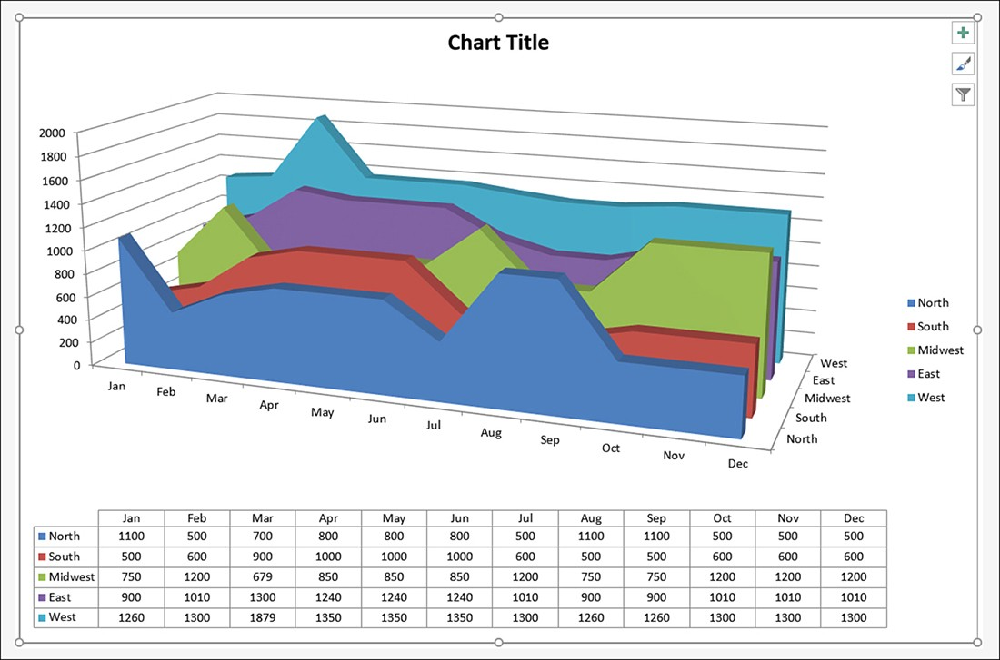 Chart Title
2000
1800
1600
1400
1200
1000
800
600
400
200
0
Jan
Feb
Mar
Apr
May
Jun
Jul
Aug
Sep
Oct
Nov
Dec
West
East
Midwest
South
North
North
South
Midwest
East
West
Jan Feb Mar Apr May Jun Jul Aug Sep Oct Nov Dec
North 1100 500 700 800 800 800 500 1100 1100 500 500 500
South 500 600 900 1000 1000 1000 600 500 500 600 600 600
Midwest 750 1200 679 850 850 850 1200 750 750 1200 1200 1200
East 900 1010 1300 1240 1240 1240 1010 900 900 1010 1010 1010
West 1260 1300 1879 1350 1350 1350 1300 1260 1260 1300 1300 1300